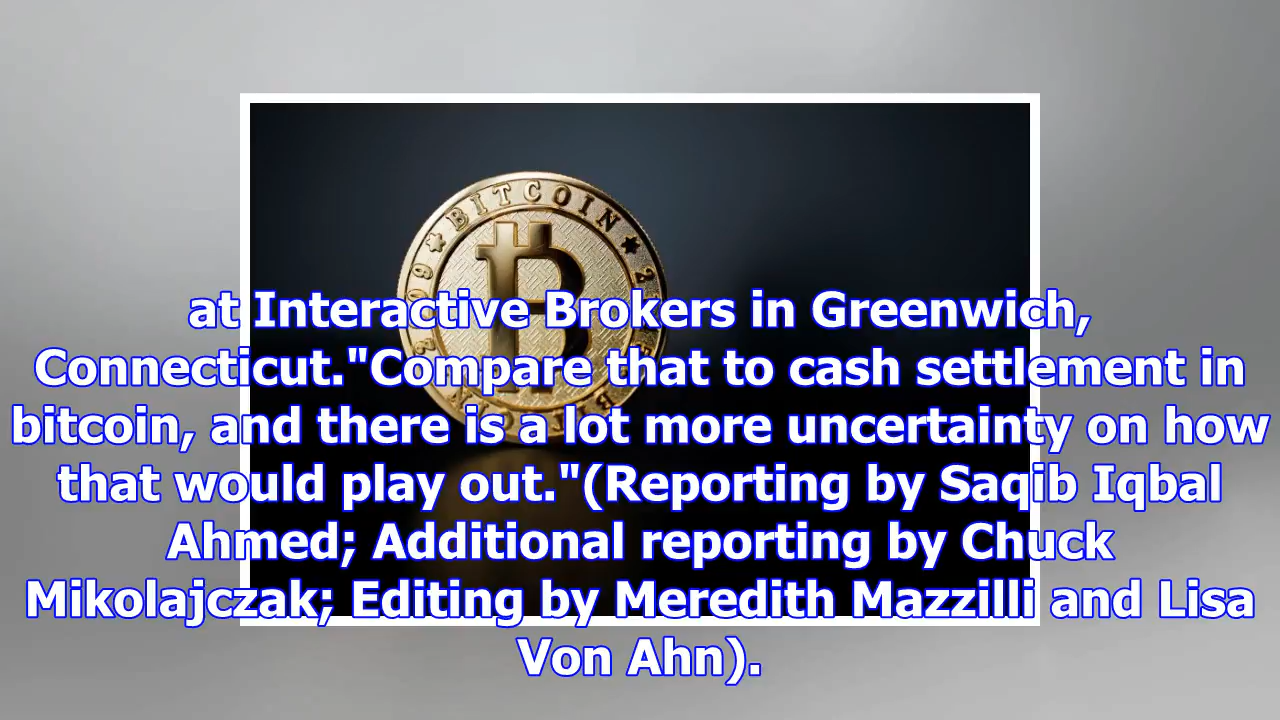 BITCOIN
at Interactive Brokers in Greenwich,
Connecticut."Compare that to cash settlement in
bitcoin, and there is a lot more uncertainty on how
that would play out."(Reporting by Saqib Iqbal
Ahmed; Additional reporting by Chuck
Mikolajczak; Editing by Meredith Mazzilli and Lisa
Von Ahn).